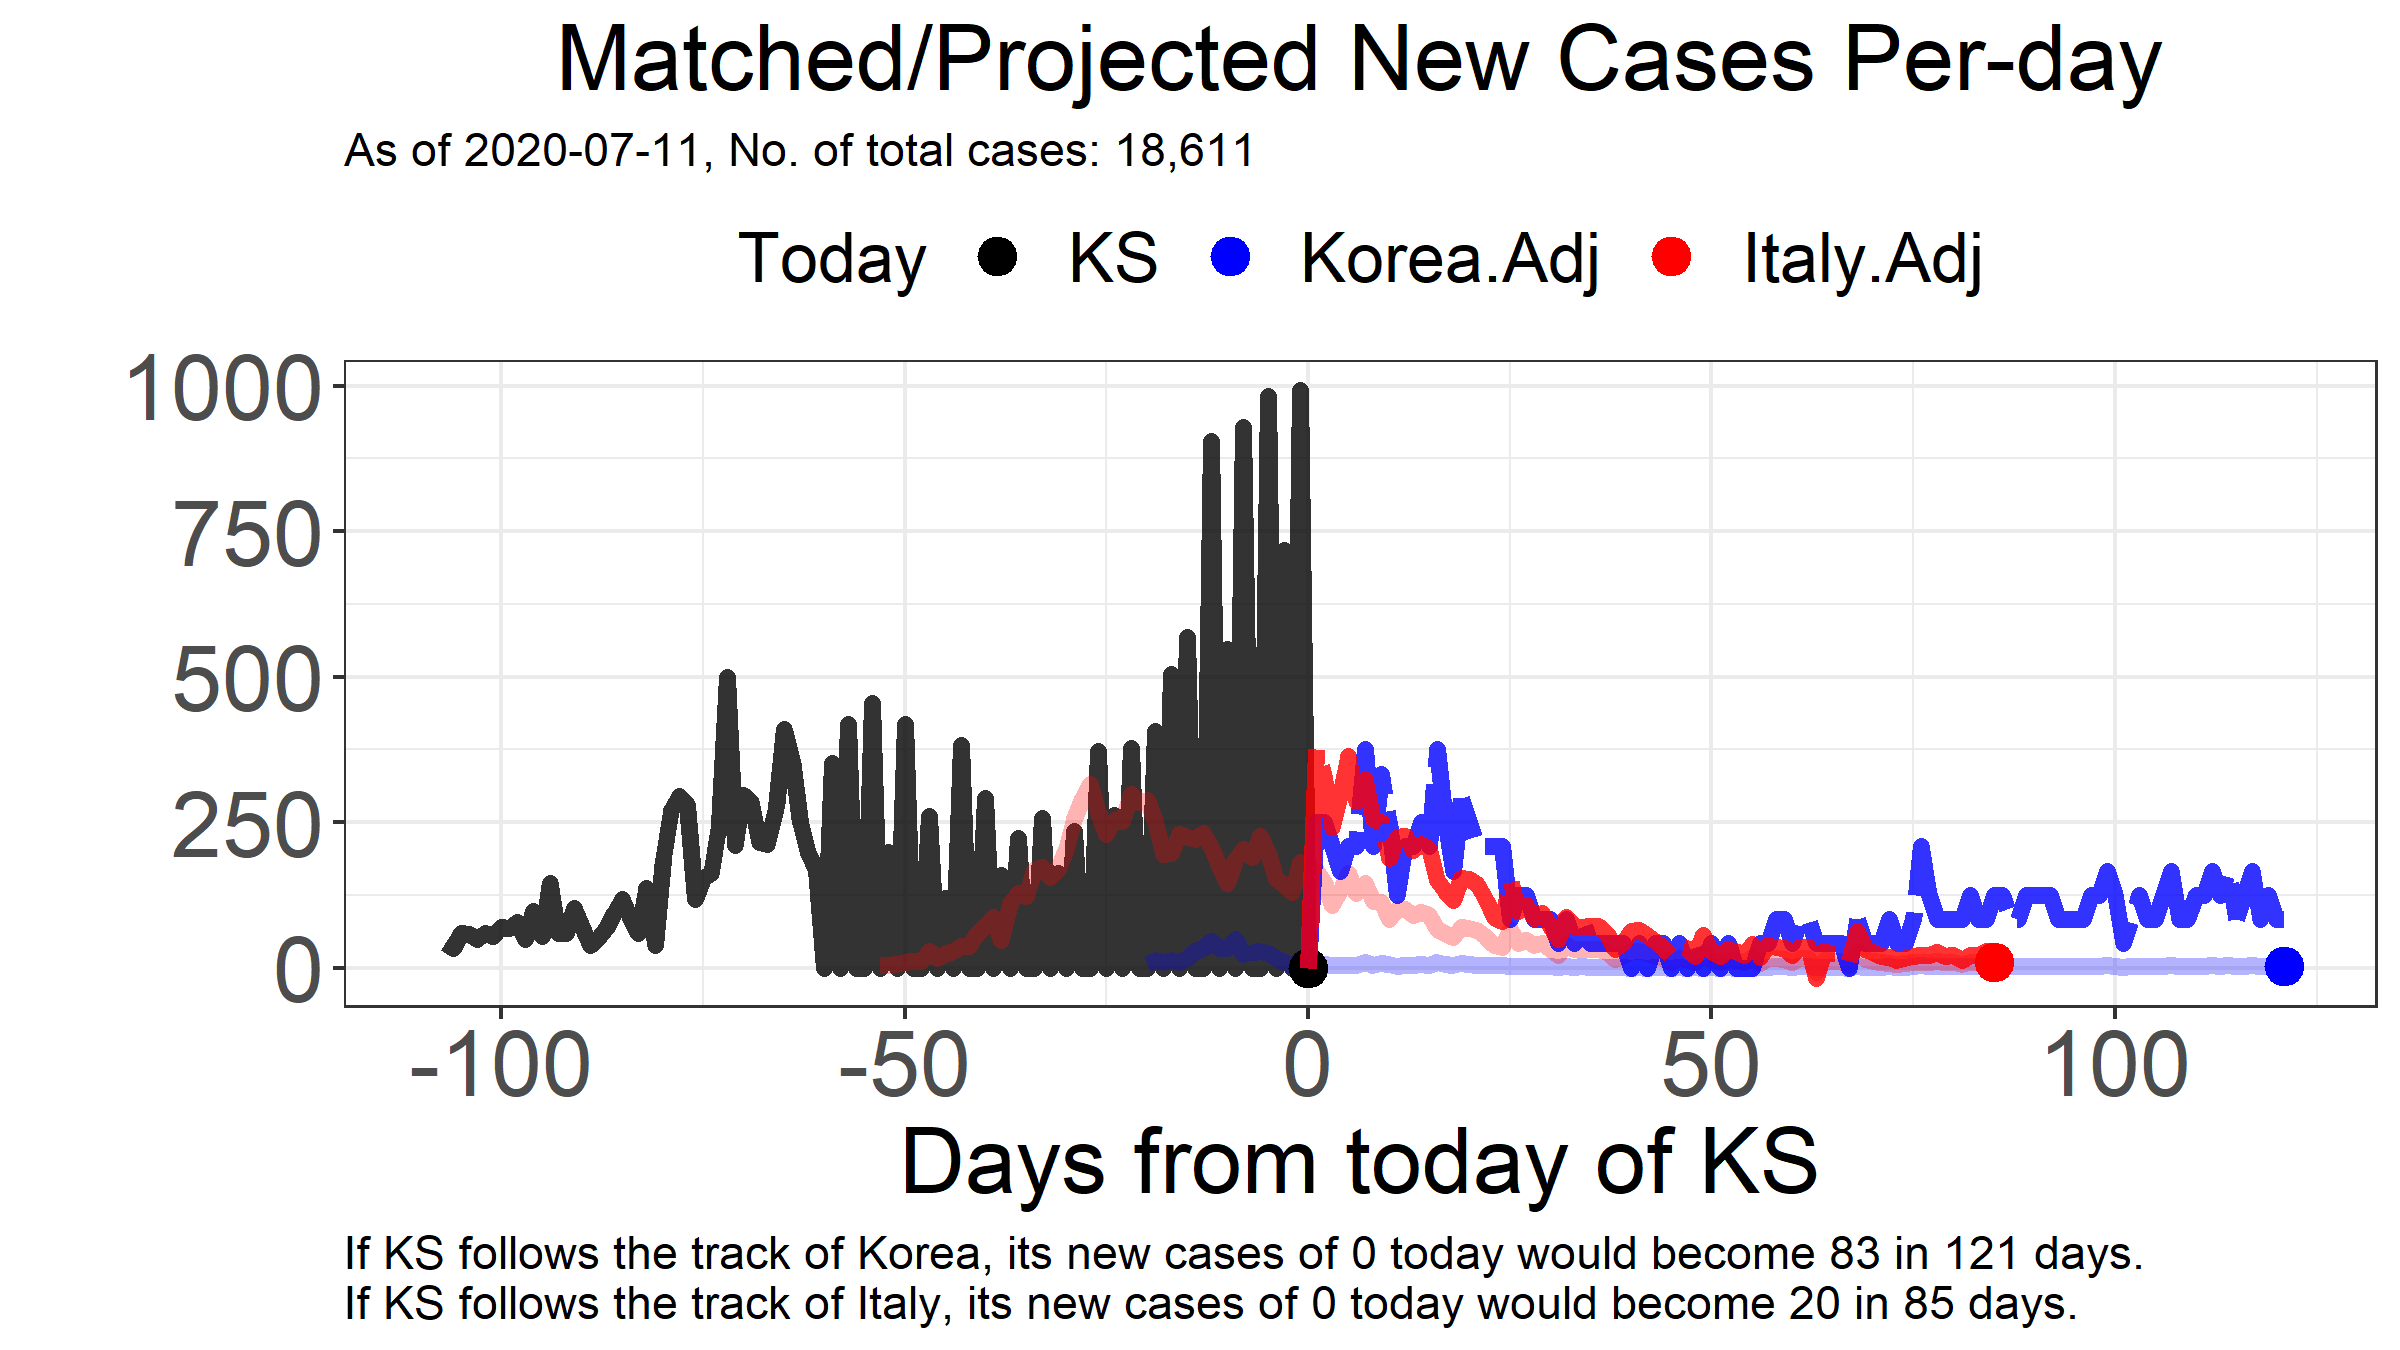 Matched/Projected New Cases Per-day
As of 2020-07-11, No. of total cases: 18,611
Today KS Korea.Adj Italy.Adj
1000
750
500
250
0
-100 -50 0 50 100
Days from today of KS
If KS follows the track of Korea, its new cases of 0 today would become 83 in 121 days.
If KS follows the track of Italy, its new cases of 0 today would become 20 in 85 days.